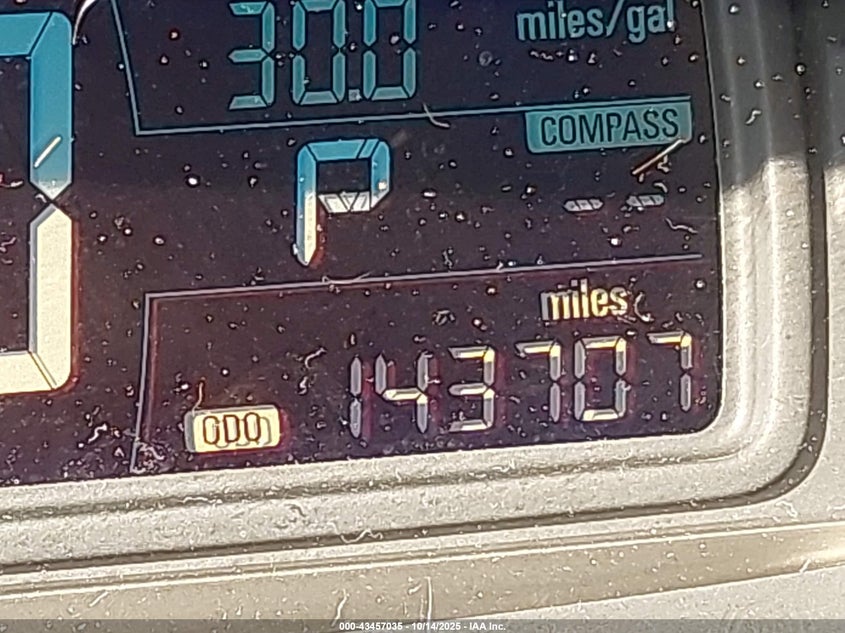 30.0 miles/gal
COMPASS
P --
miles
ODO 143707
000-43457035 - 10/14/2025 - IAA Inc.